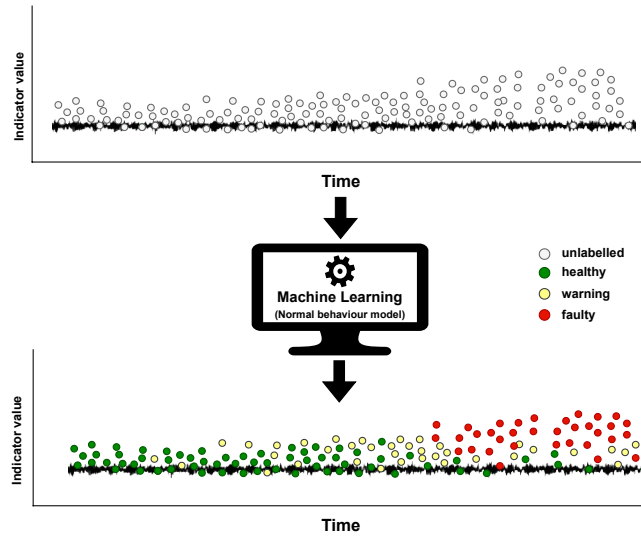 Indicator value
Time
Machine Learning
(Normal behaviour model)
unlabelled
healthy
warning
faulty
Indicator value
Time